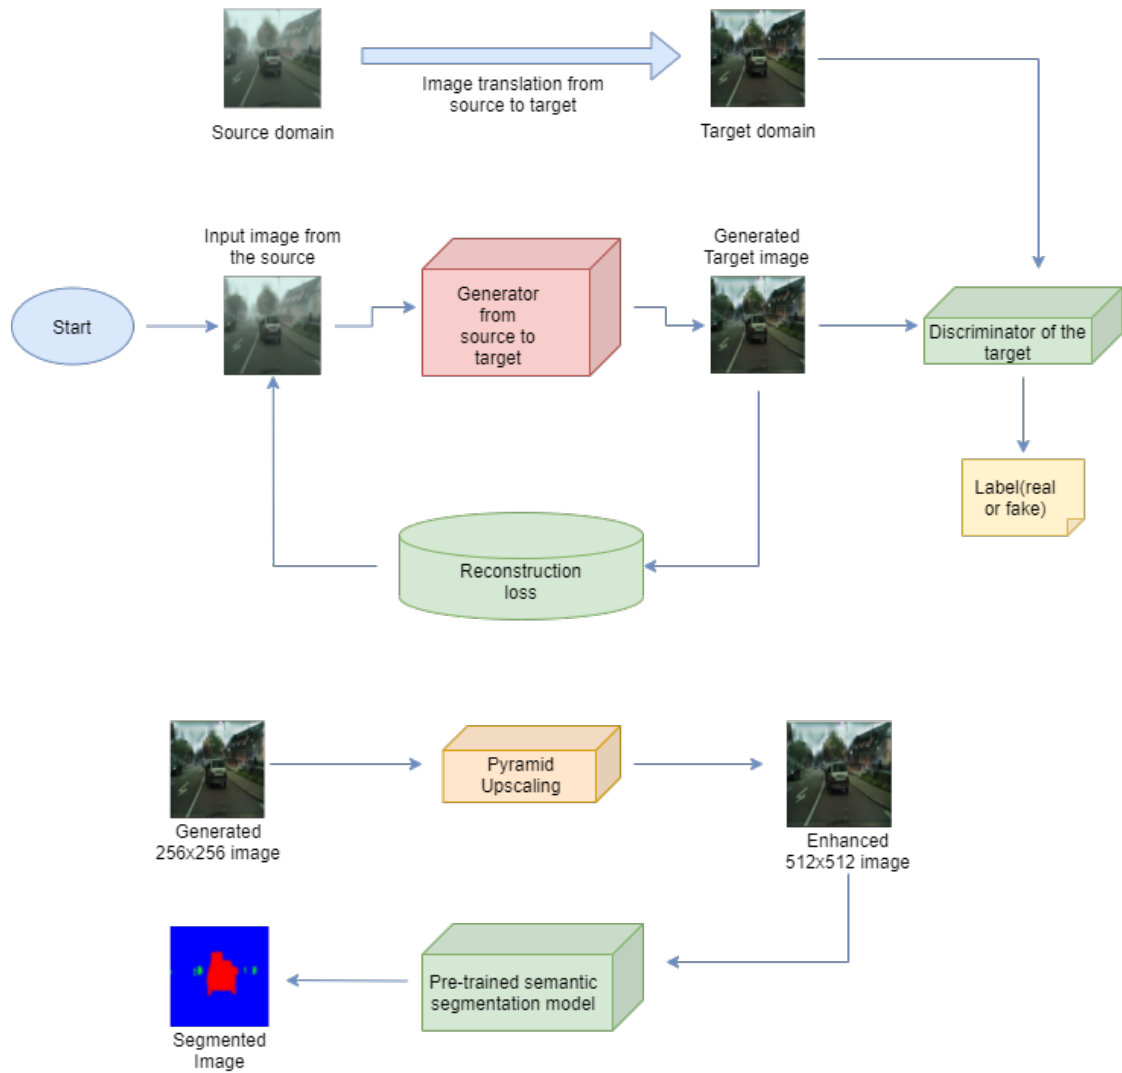 Image translation from
source to target
Source domain
Target domain
Input image from
the source
Generated
Target image
Start
Generator
from
source to
target
Discriminator of the
target
Label(real
or fake)
Reconstruction
loss
Pyramid
Upscaling
Generated
256x256 image
Enhanced
512x512 image
Pre-trained semantic
segmentation model
Segmented
Image